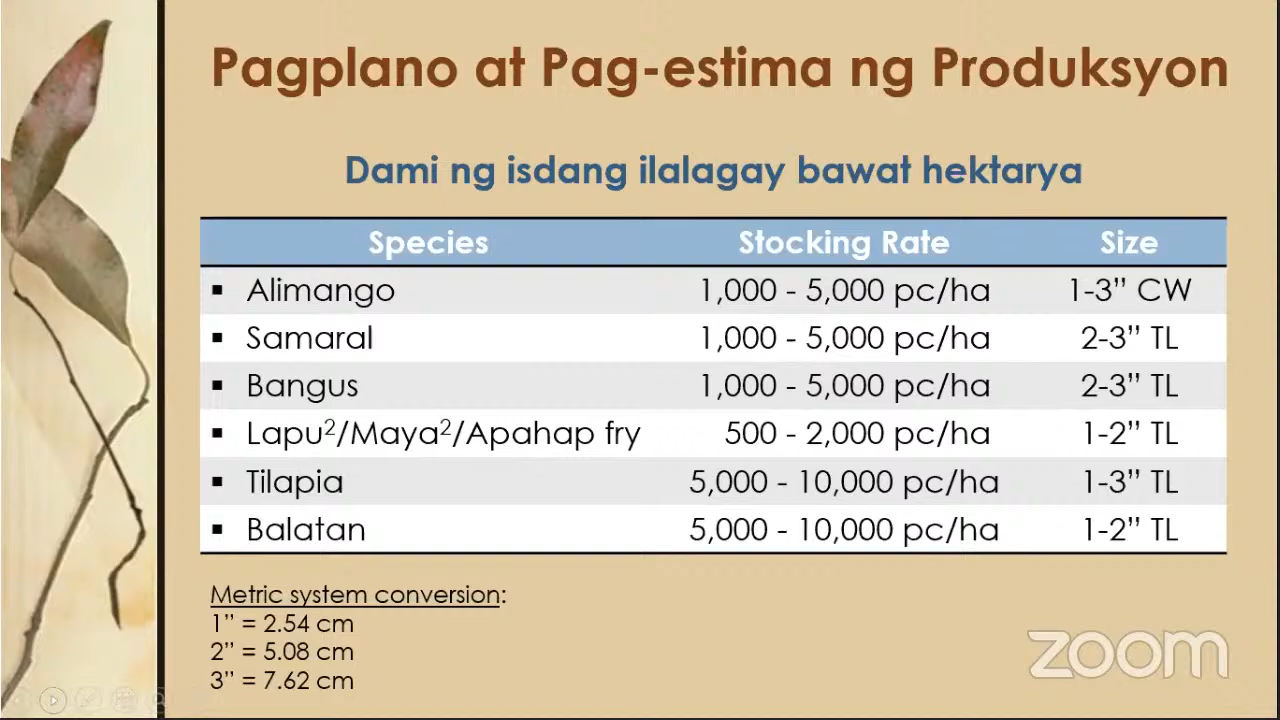 Pagplano at Pag-estima ng Produksyon
Dami ng isdang ilalagay bawat hektarya
Species Stocking Rate Size
▪ Alimango 1,000 - 5,000 pc/ha 1-3” CW
▪ Samaral 1,000 - 5,000 pc/ha 2-3” TL
▪ Bangus 1,000 - 5,000 pc/ha 2-3” TL
▪ Lapu²/Maya²/Apahap fry 500 - 2,000 pc/ha 1-2” TL
▪ Tilapia 5,000 - 10,000 pc/ha 1-3” TL
▪ Balatan 5,000 - 10,000 pc/ha 1-2” TL
Metric system conversion:
1” = 2.54 cm
2” = 5.08 cm
3” = 7.62 cm
zoom